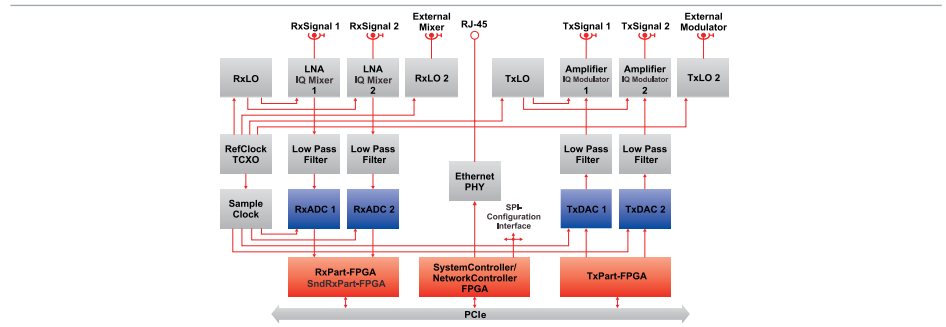 RxSignal 1
RxSignal 2
External
Mixer
RJ-45
TxSignal 1
TxSignal 2
External
Modulator
RxLO
LNA
IQ Mixer
1
LNA
IQ Mixer
2
RxLO 2
TxLO
Amplifier
IQ Modulator
1
Amplifier
IQ Modulator
2
TxLO 2
RefClock
TCXO
Low Pass
Filter
Low Pass
Filter
Ethernet
PHY
Low Pass
Filter
Low Pass
Filter
Sample
Clock
RxADC 1
RxADC 2
SPI-
Configuration
Interface
TxDAC 1
TxDAC 2
RxPart-FPGA
SndRxPart-FPGA
SystemController/
NetworkController
FPGA
TxPart-FPGA
PCIe